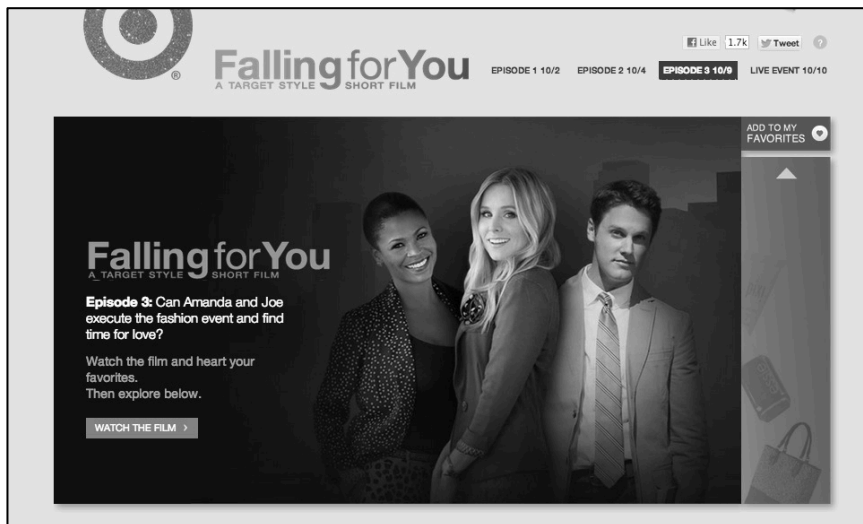 Like 1.7k Tweet ?
®
Falling for You
A TARGET STYLE SHORT FILM
EPISODE 1 10/2 EPISODE 2 10/4 EPISODE 3 10/9 LIVE EVENT 10/10
ADD TO MY
FAVORITES
Falling for You
A TARGET STYLE SHORT FILM
Episode 3: Can Amanda and Joe
execute the fashion event and find
time for love?
Watch the film and heart your
favorites.
Then explore below.
WATCH THE FILM >